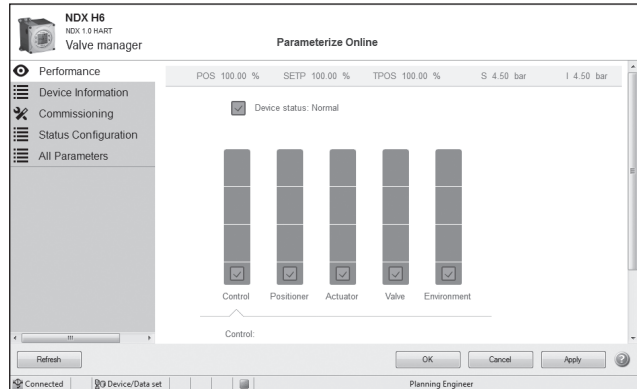 NDX H6
NDX 1.0 HART
Valve manager
Parameterize Online
Performance
Device Information
Commissioning
Status Configuration
All Parameters
POS 100.00 % SETP 100.00 % TPOS 100.00 % S 4.50 bar I 4.50 bar
Device status: Normal
Control Positioner Actuator Valve Environment
Control:
Refresh OK Cancel Apply ?
Connected Device/Data set Planning Engineer